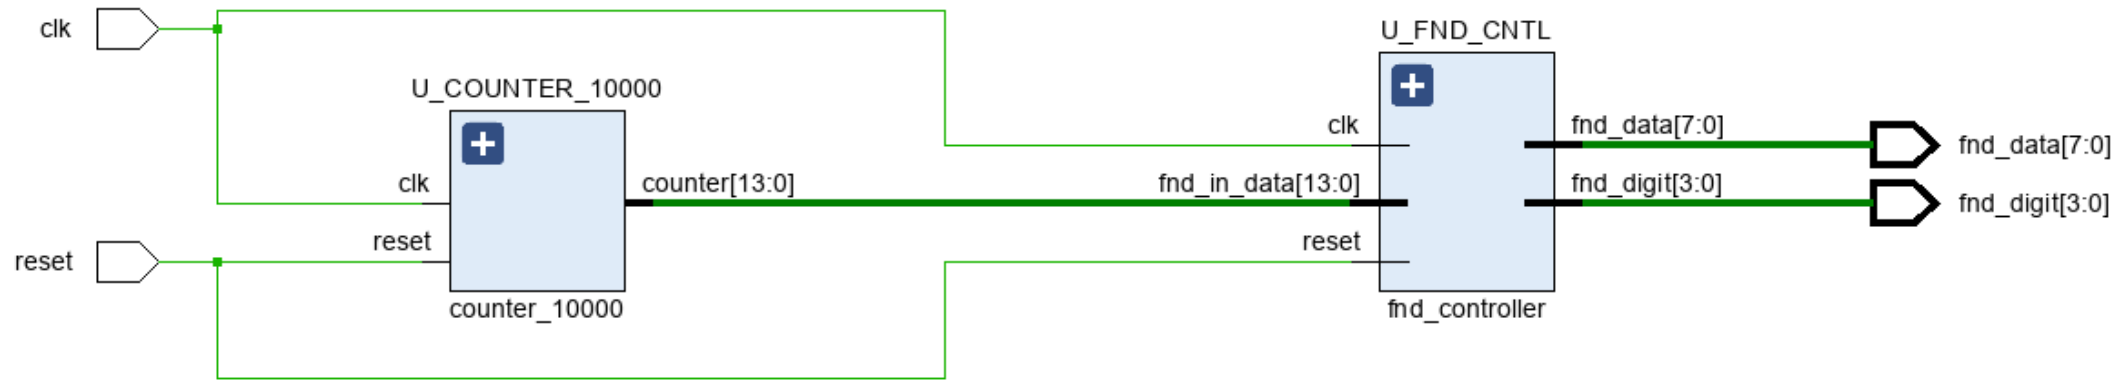 clk
reset
U_COUNTER_10000
clk
reset
counter[13:0]
counter_10000
U_FND_CNTL
clk
fnd_in_data[13:0]
reset
fnd_data[7:0]
fnd_digit[3:0]
fnd_controller
fnd_data[7:0]
fnd_digit[3:0]